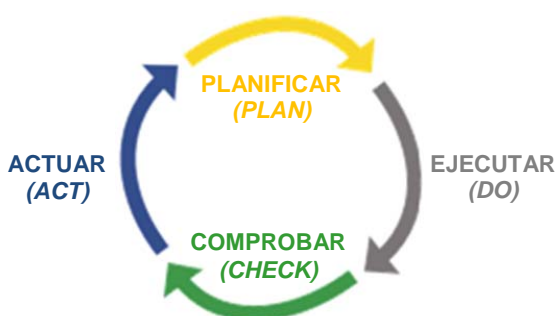 PLANIFICAR
(PLAN)
ACTUAR
(ACT)
EJECUTAR
(DO)
COMPROBAR
(CHECK)